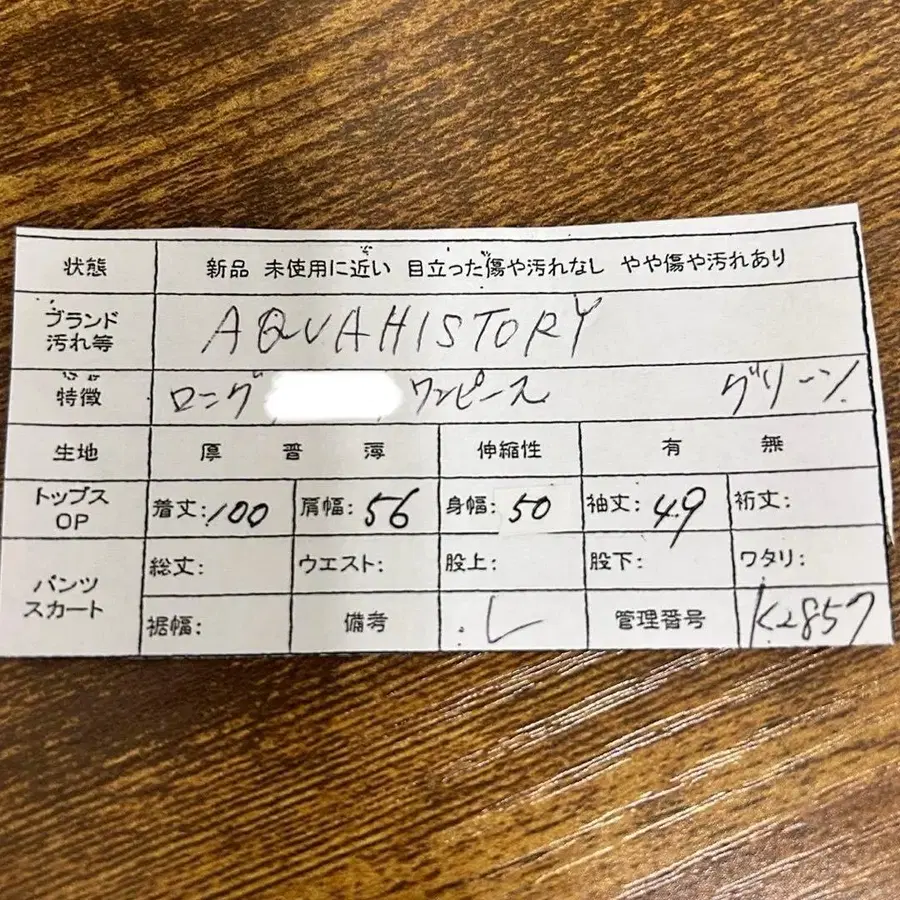 状態 新品 未使用に近い 目立った傷や汚れなし やや傷や汚れあり
ブランド
汚れ等 AQUAHISTORY
特徴 ロング ワンピース グリーン
生地 厚 普 薄 伸縮性 有 無
トップス
OP 着丈:100 肩幅:56 身幅:50 袖丈:49 裄丈:
パンツ
スカート 総丈: ウエスト: 股上: 股下: ワタリ:
裾幅: 備考 L 管理番号 K2857